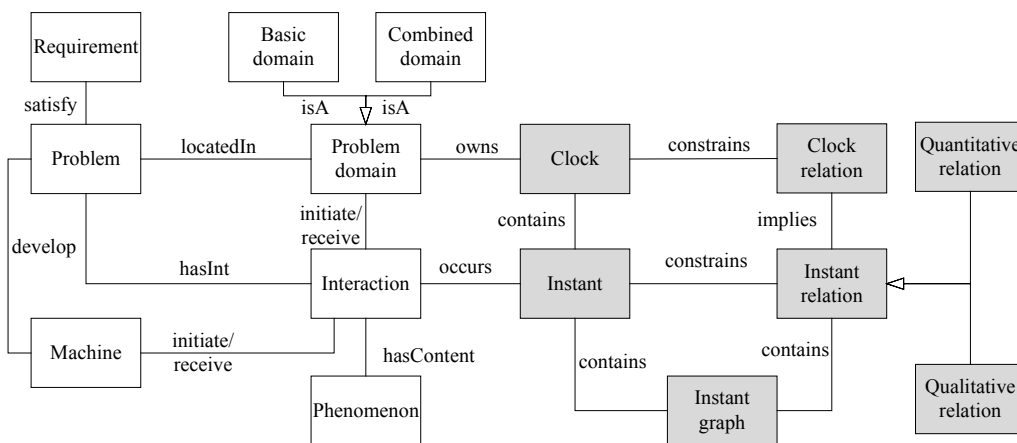 Requirement
Basic
domain
Combined
domain
satisfy
isA
isA
Problem
locatedIn
Problem
domain
owns
Clock
constrains
Clock
relation
Quantitative
relation
develop
initiate/
receive
contains
implies
hasInt
Interaction
occurs
Instant
constrains
Instant
relation
Machine
initiate/
receive
hasContent
contains
contains
Phenomenon
Instant
graph
Qualitative
relation